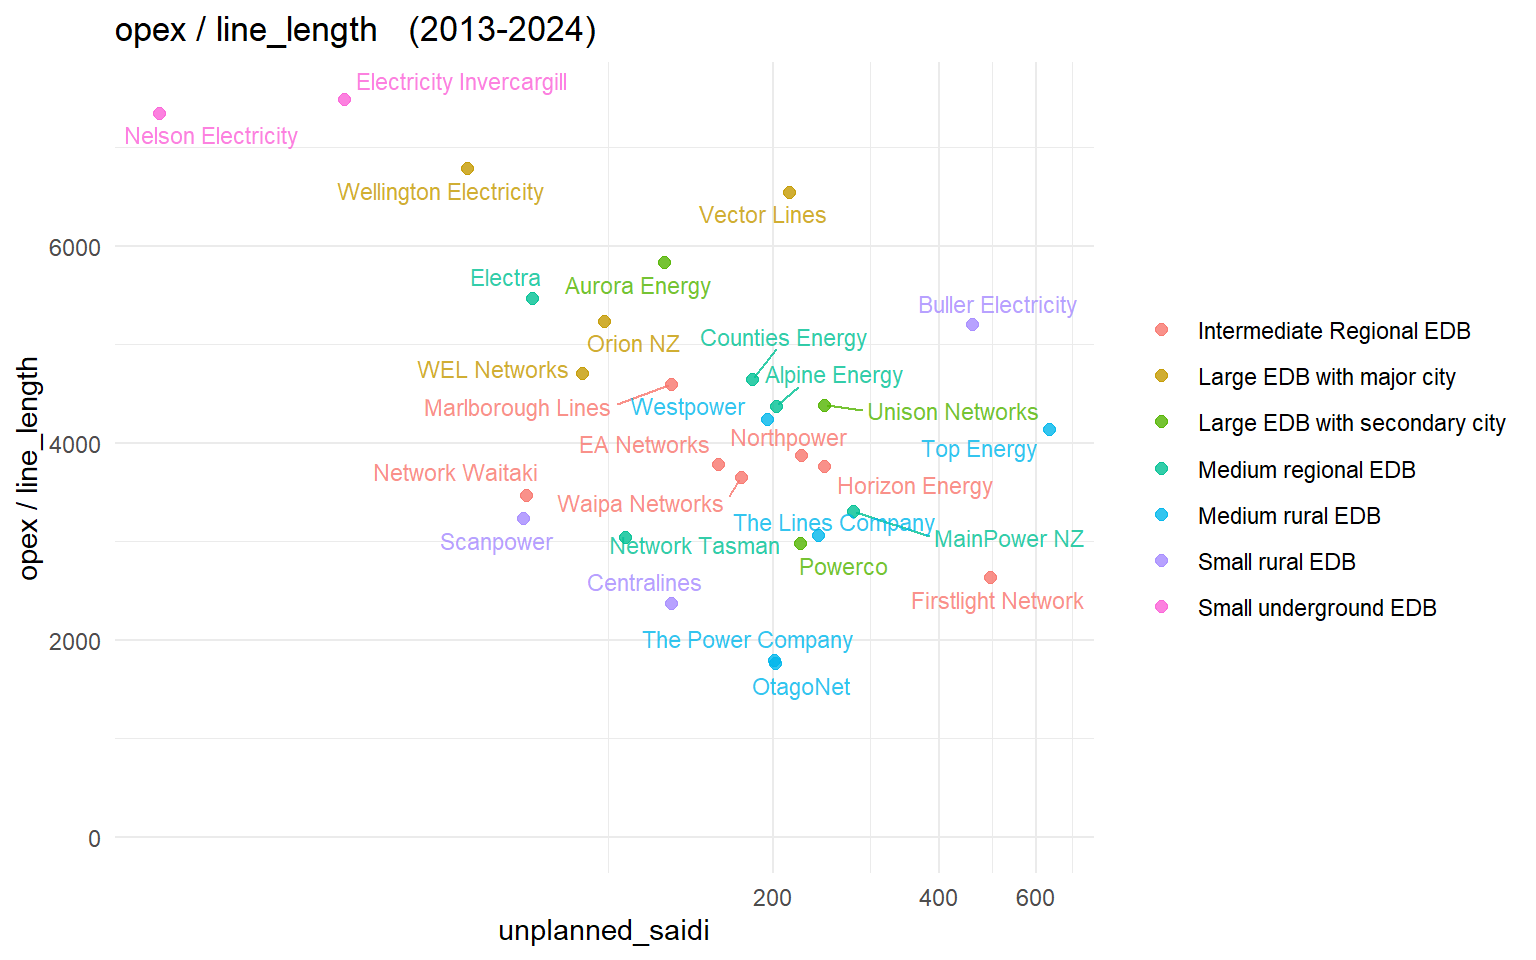 opex / line_length (2013-2024)
Electricity Invercargill
Nelson Electricity
Wellington Electricity
Vector Lines
6000
Electra
Aurora Energy
Buller Electricity
Counties Energy
Orion NZ
WEL Networks
Alpine Energy
Marlborough Lines
Westpower
Unison Networks
4000
EA Networks
Northpower
Top Energy
Network Waitaki
Horizon Energy
Waipa Networks
The Lines Company
Scanpower
Network Tasman
MainPower NZ
Powerco
Centralines
Firstlight Network
2000
The Power Company
OtagoNet
0
200
400
600
unplanned_saidi
opex / line_length
Intermediate Regional EDB
Large EDB with major city
Large EDB with secondary city
Medium regional EDB
Medium rural EDB
Small rural EDB
Small underground EDB